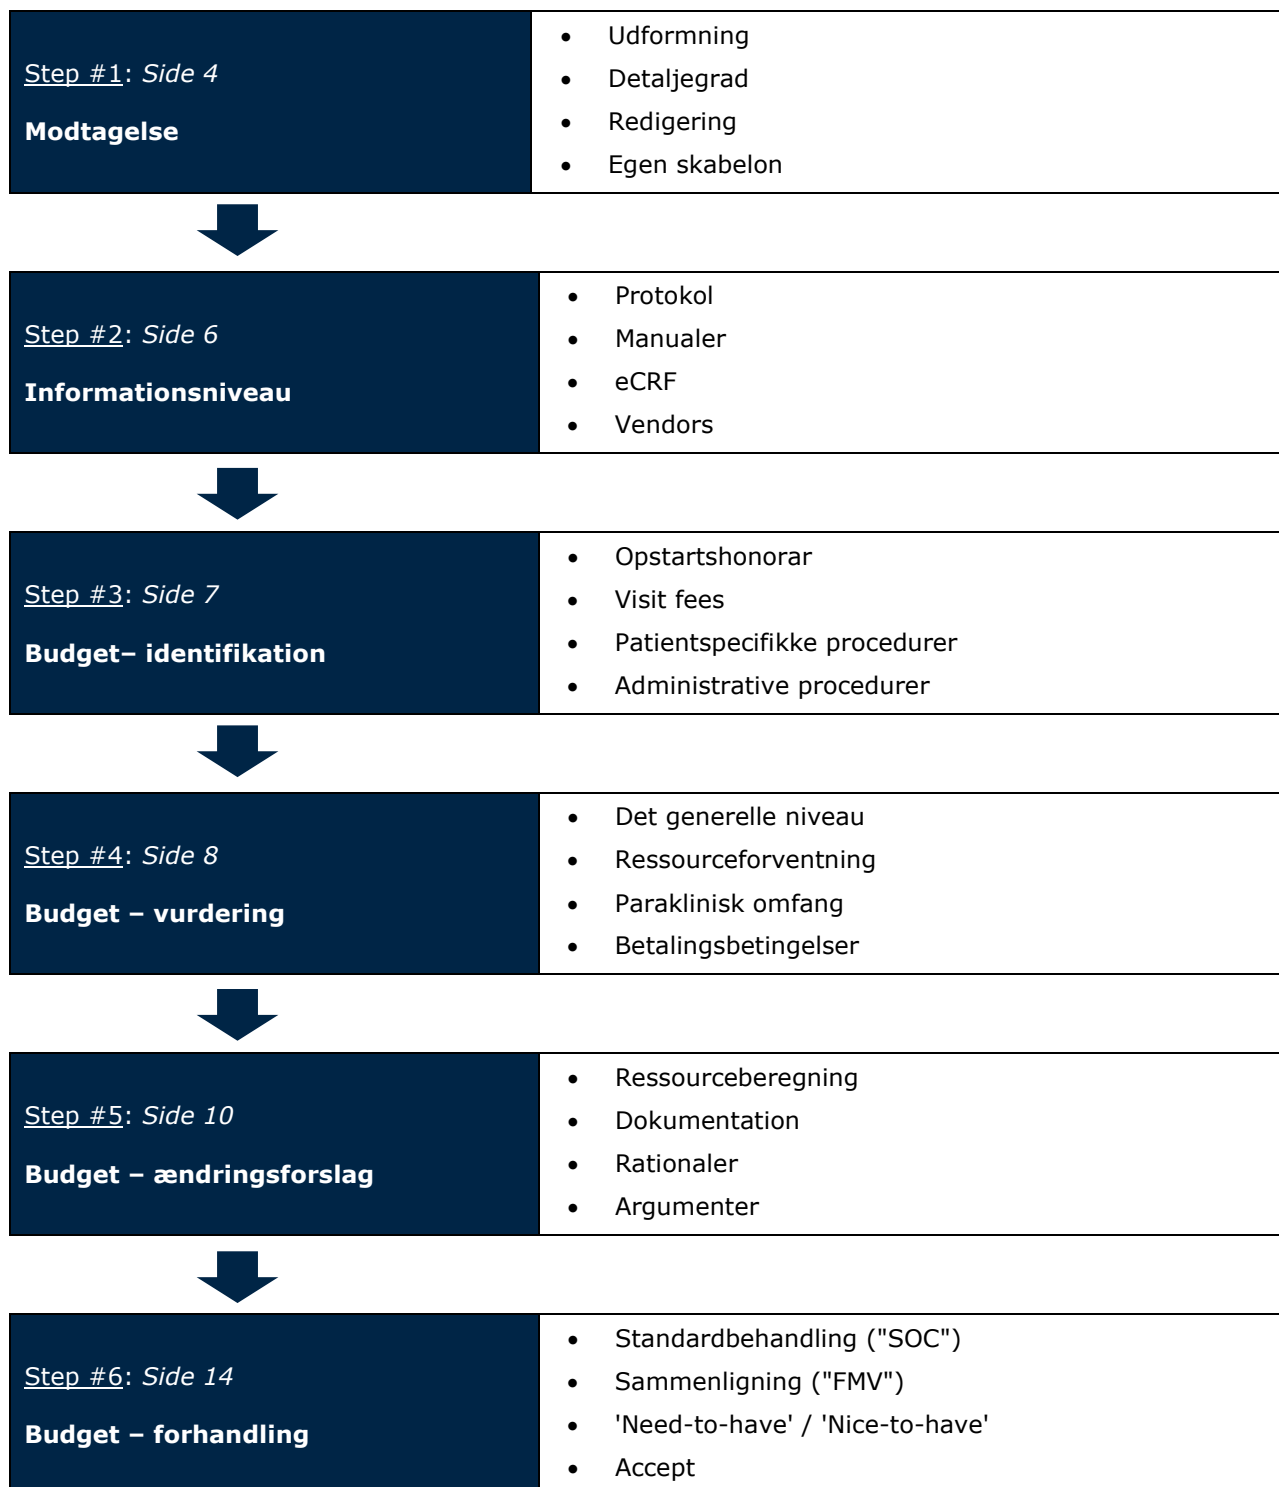 Step #1: Side 4
Modtagelse
• Udformning
• Detaljegrad
• Redigering
• Egen skabelon
Step #2: Side 6
Informationsniveau
• Protokol
• Manualer
• eCRF
• Vendors
Step #3: Side 7
Budget– identifikation
• Opstartshonorar
• Visit fees
• Patientspecifikke procedurer
• Administrative procedurer
Step #4: Side 8
Budget – vurdering
• Det generelle niveau
• Ressourceforventning
• Paraklinisk omfang
• Betalingsbetingelser
Step #5: Side 10
Budget – ændringsforslag
• Ressourceberegning
• Dokumentation
• Rationaler
• Argumenter
Step #6: Side 14
Budget – forhandling
• Standardbehandling ("SOC")
• Sammenligning ("FMV")
• 'Need-to-have' / 'Nice-to-have'
• Accept